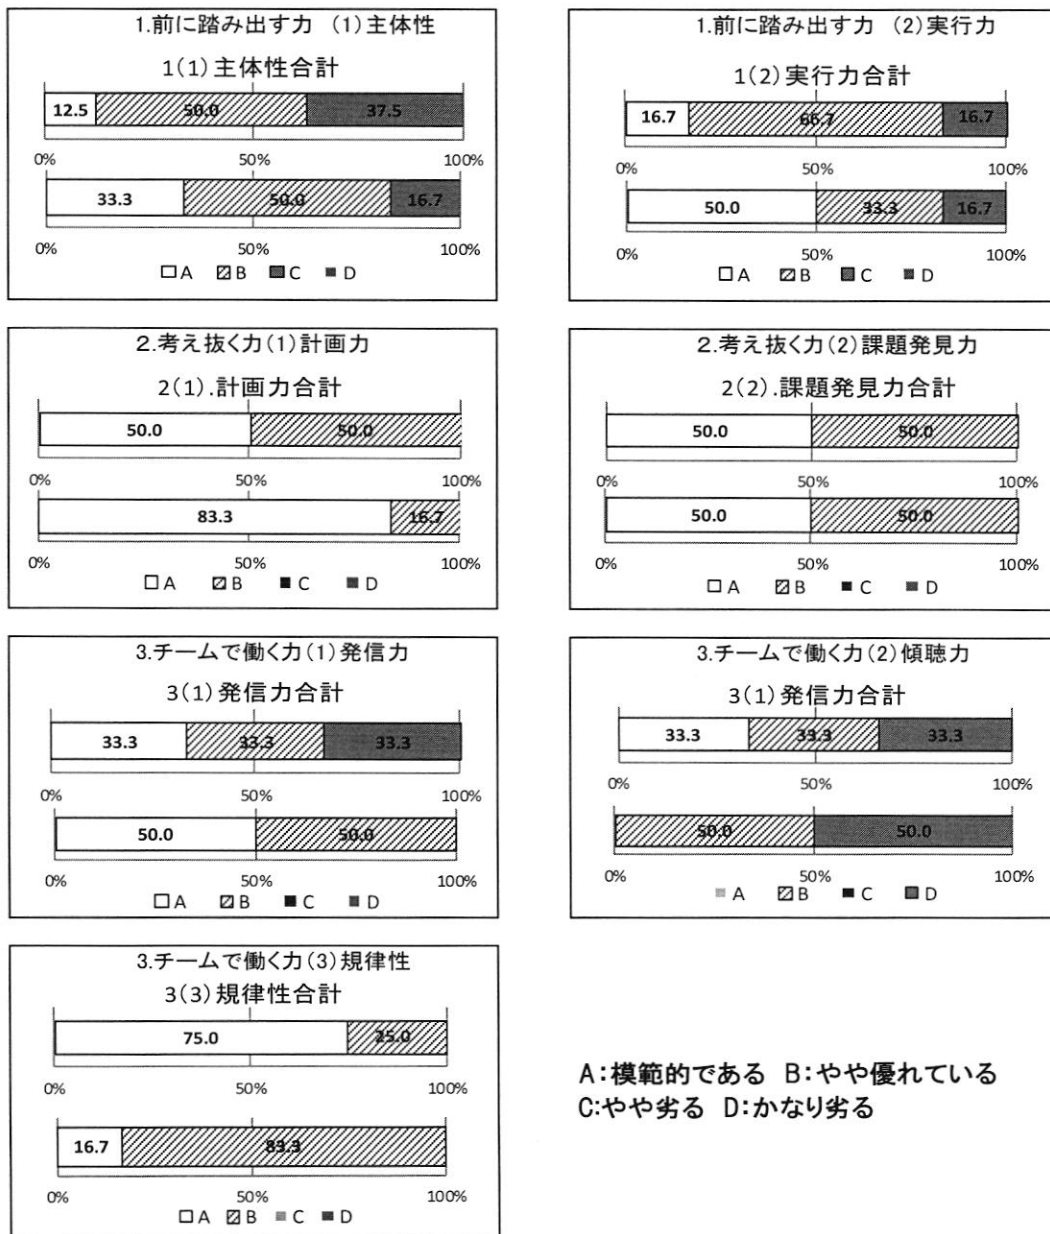 1.前に踏み出す力 (1)主体性
1(1)主体性合計
12.5 50.0 37.5
0% 50% 100%
33.3 50.0 16.7
0% 50% 100%
A B C D
1.前に踏み出す力 (2)実行力
1(2)実行力合計
16.7 66.7 16.7
0% 50% 100%
50.0 33.3 16.7
0% 50% 100%
A B C D
2.考え抜く力(1)計画力
2(1).計画力合計
50.0 50.0
0% 50% 100%
83.3 16.7
0% 50% 100%
A B C D
2.考え抜く力(2)課題発見力
2(2).課題発見力合計
50.0 50.0
0% 50% 100%
50.0 50.0
0% 50% 100%
A B C D
3.チームで働く力(1)発信力
3(1)発信力合計
33.3 33.3 33.3
0% 50% 100%
50.0 50.0
0% 50% 100%
A B C D
3.チームで働く力(2)傾聴力
3(1)発信力合計
33.3 33.3 33.3
0% 50% 100%
50.0 50.0
0% 50% 100%
A B C D
3.チームで働く力(3)規律性
3(3)規律性合計
75.0 25.0
0% 50% 100%
16.7 83.3
0% 50% 100%
A B C D
A:模範的である B:やや優れている
C:やや劣る D:かなり劣る